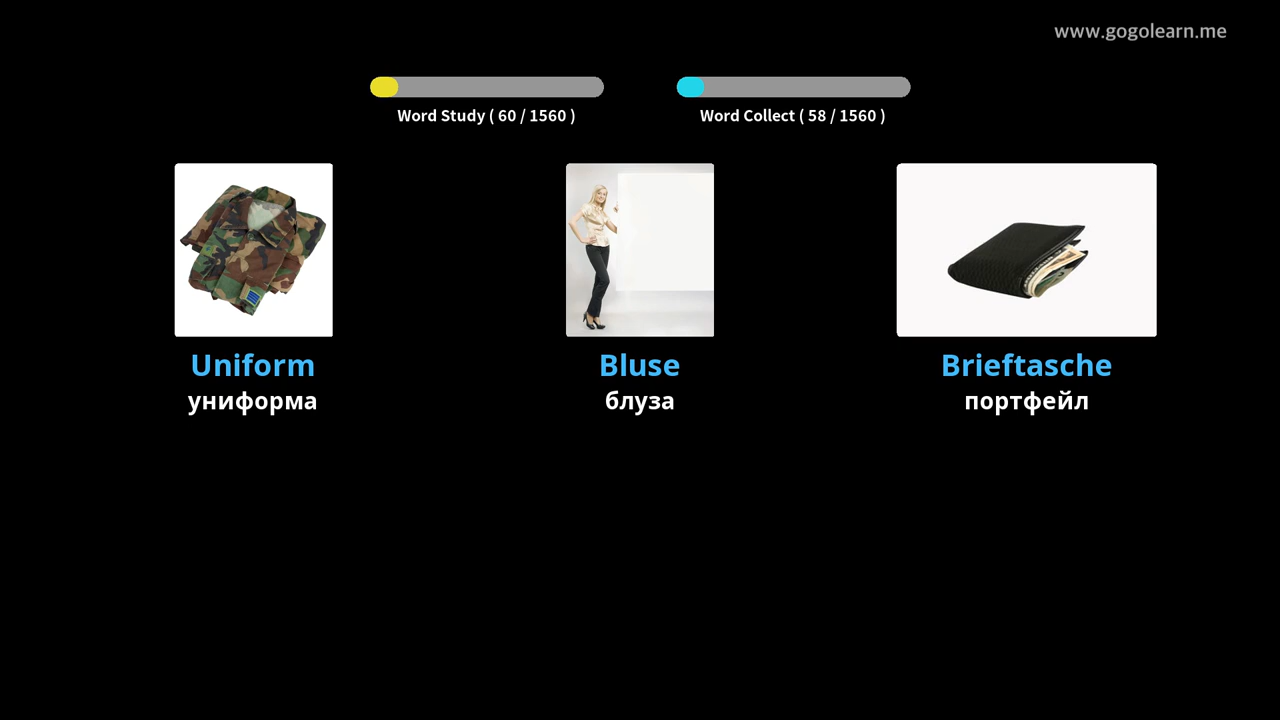 www.gogolearn.me
Word Study ( 60 / 1560 )
Word Collect ( 58 / 1560 )
Uniform
униформа
Bluse
блуза
Brieftasche
портфейл